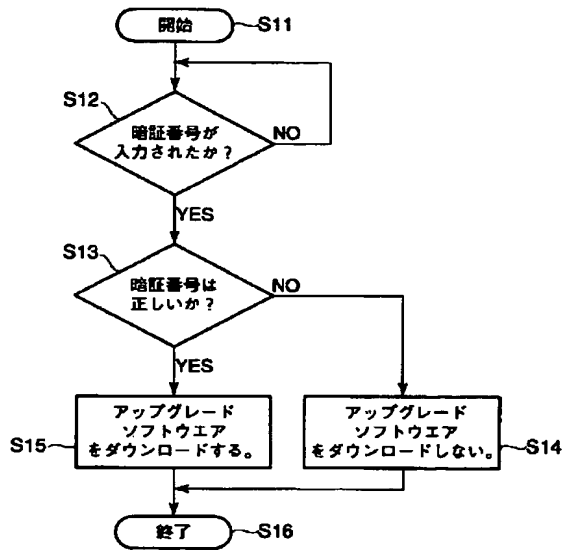 開始
S11
S12
暗証番号が
入力されたか？
NO
YES
S13
暗証番号は
正しいか？
NO
YES
アップグレード
ソフトウエア
をダウンロードする。
S15
アップグレード
ソフトウエア
をダウンロードしない。
S14
終了
S16